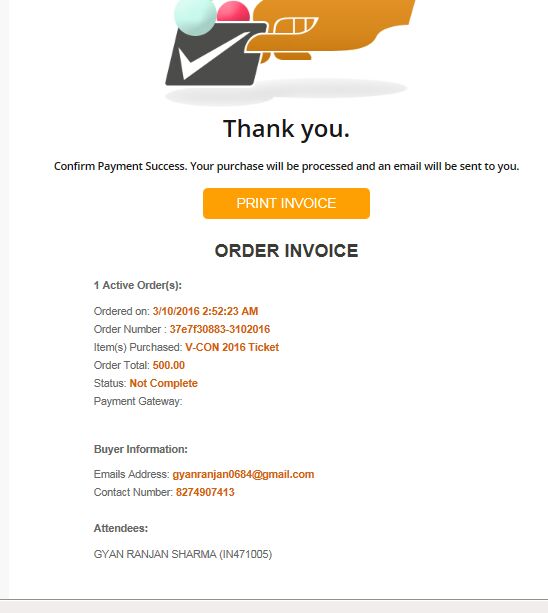 Thank you.
Confirm Payment Success. Your purchase will be processed and an email will be sent to you.
PRINT INVOICE
ORDER INVOICE
1 Active Order(s):
Ordered on: 3/10/2016 2:52:23 AM
Order Number : 37e7f30883-3102016
Item(s) Purchased: V-CON 2016 Ticket
Order Total: 500.00
Status: Not Complete
Payment Gateway:
Buyer Information:
Emails Address: gyanranjan0684@gmail.com
Contact Number: 8274907413
Attendees:
GYAN RANJAN SHARMA (IN471005)